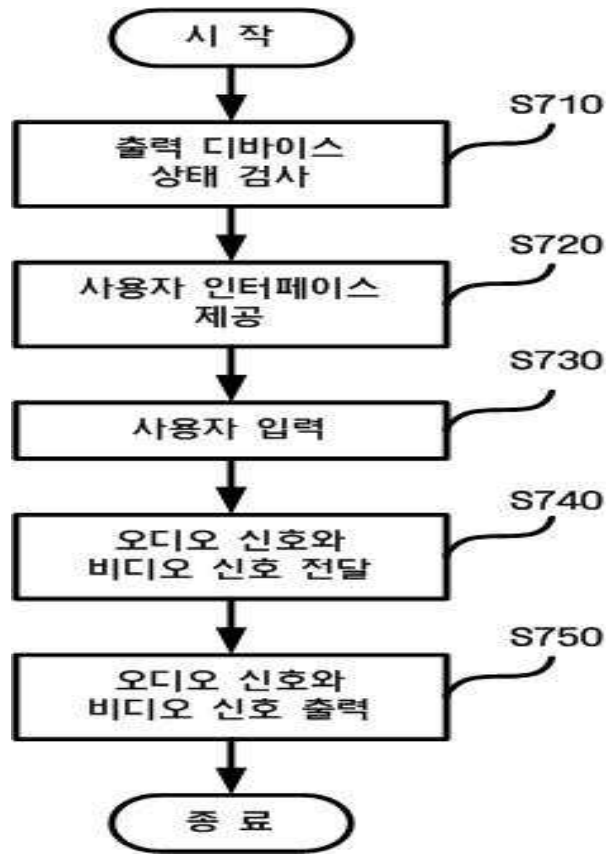 시 작
S710
출력 디바이스
상태 검사
S720
사용자 인터페이스
제공
S730
사용자 입력
S740
오디오 신호와
비디오 신호 전달
S750
오디오 신호와
비디오 신호 출력
종 료